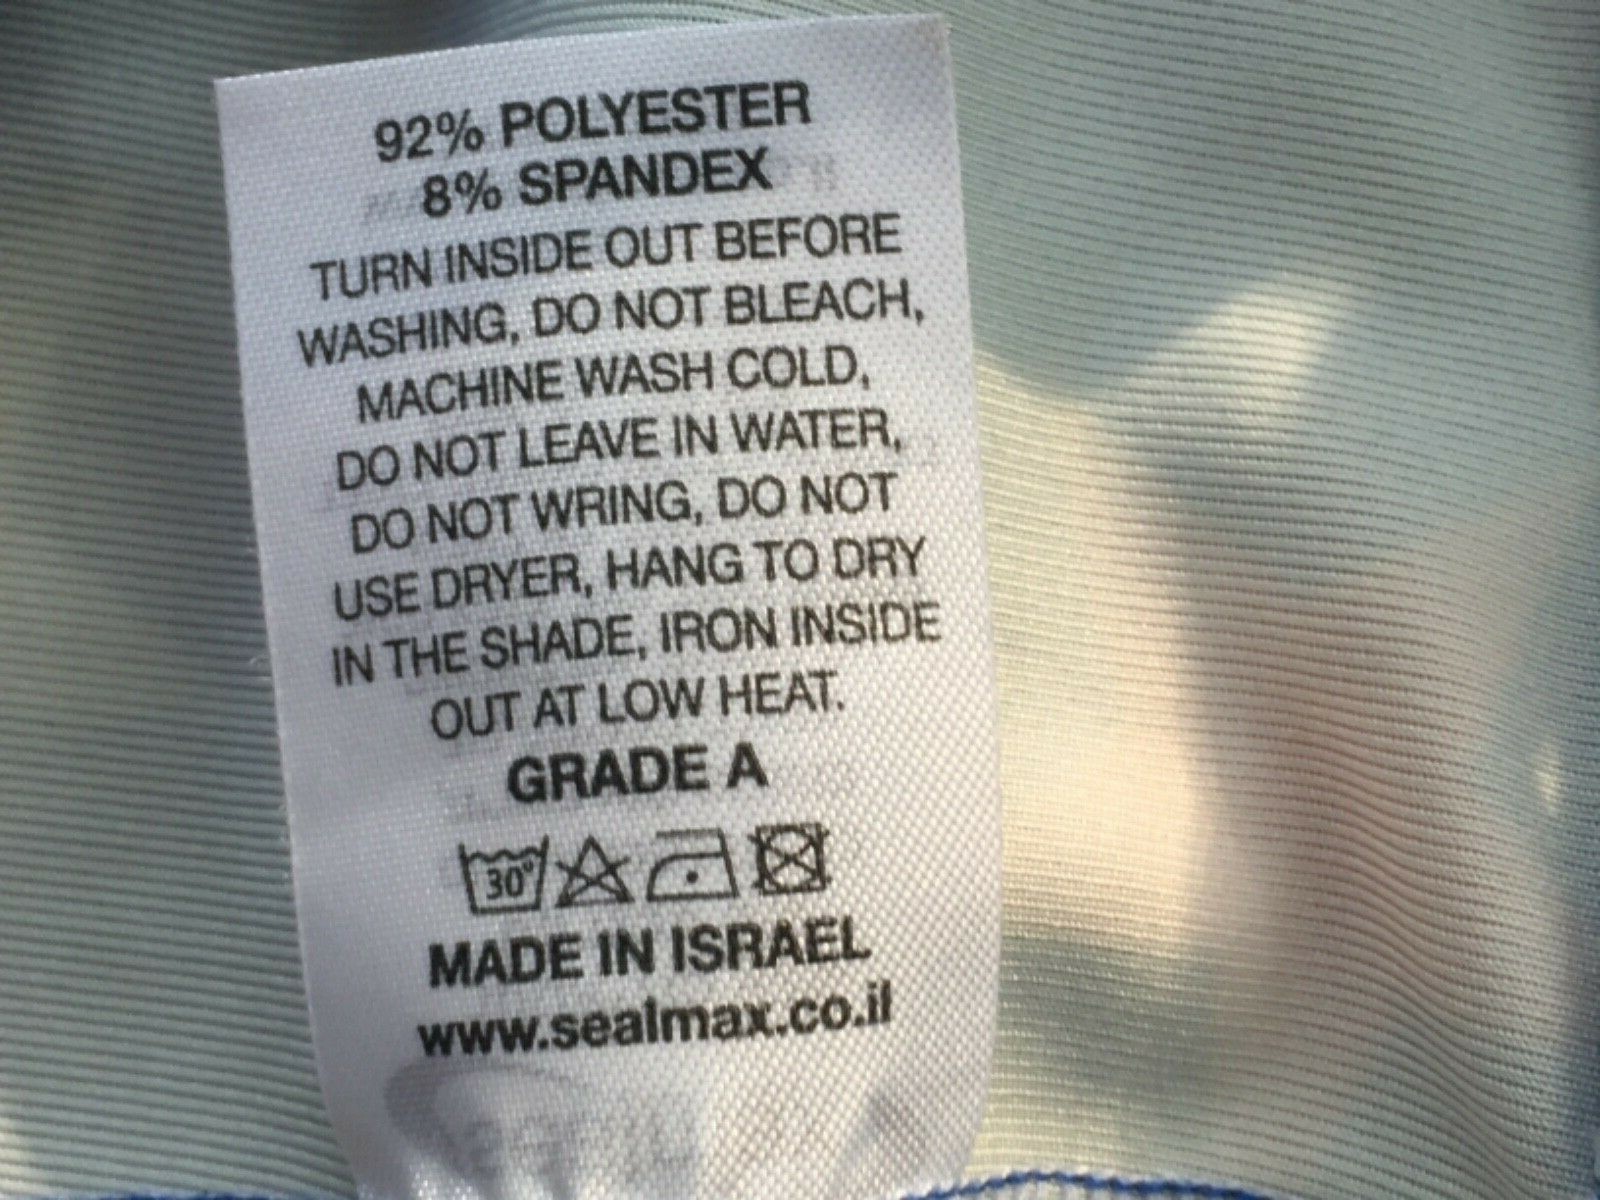 92% POLYESTER
8% SPANDEX
TURN INSIDE OUT BEFORE
WASHING, DO NOT BLEACH,
MACHINE WASH COLD,
DO NOT LEAVE IN WATER,
DO NOT WRING, DO NOT
USE DRYER, HANG TO DRY
IN THE SHADE, IRON INSIDE
OUT AT LOW HEAT.
GRADE A
30°
MADE IN ISRAEL
www.sealmax.co.il